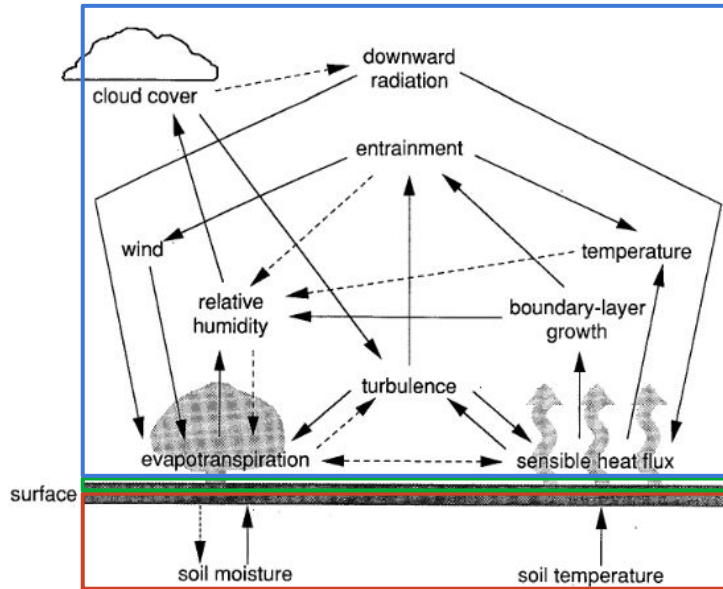 downward
radiation
cloud cover
entrainment
wind
temperature
relative
humidity
boundary-layer
growth
turbulence
evapotranspiration
sensible heat flux
surface
soil moisture
soil temperature